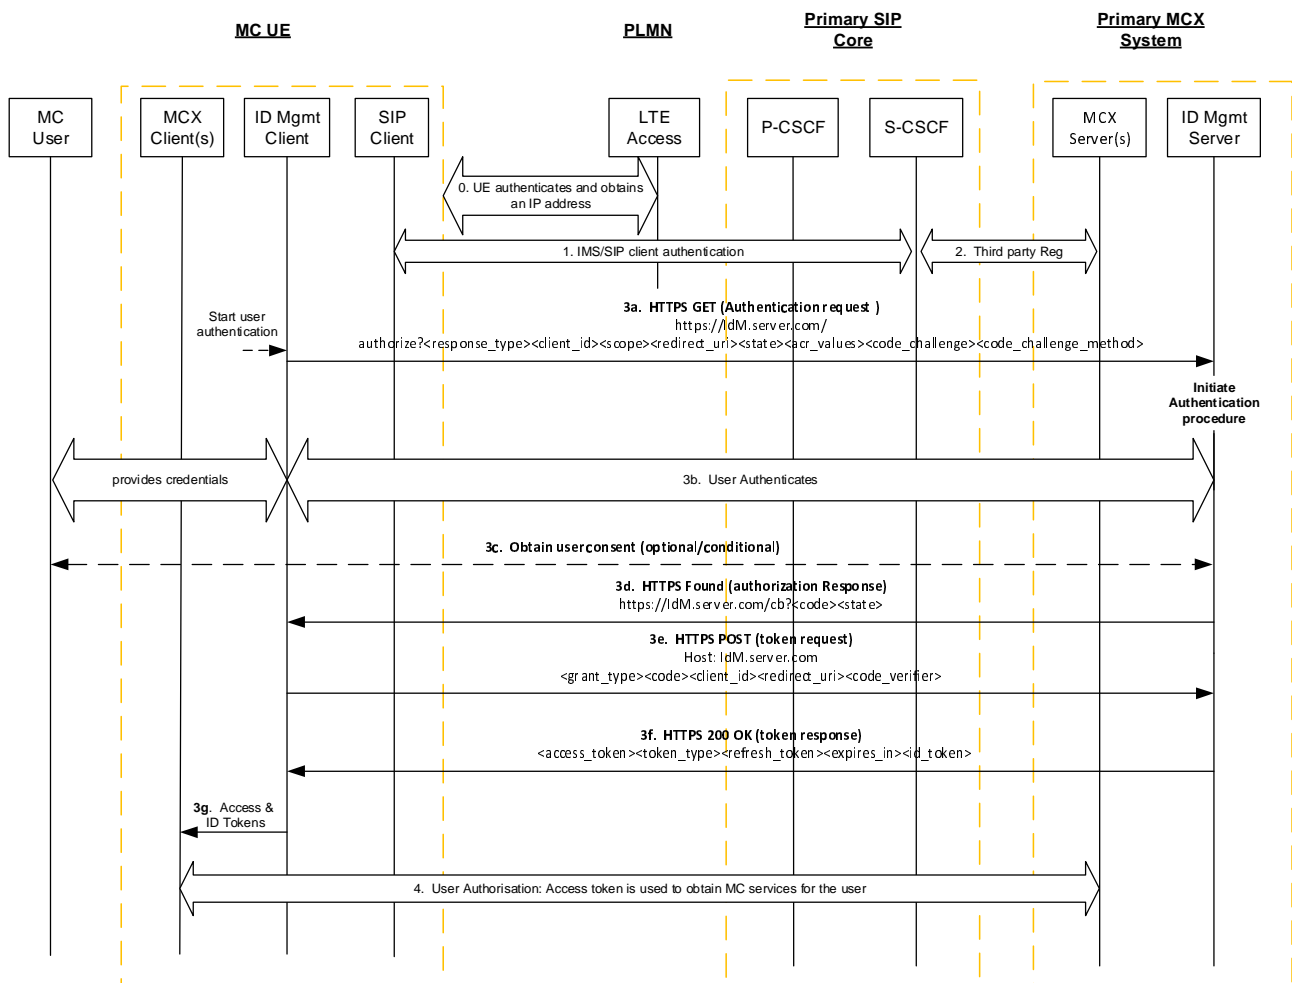 MC UE
PLMN
Primary SIP
Core
Primary MCX
System
MC
User
MCX
Client(s)
ID Mgmt
Client
SIP
Client
LTE
Access
P-CSCF
S-CSCF
MCX
Server(s)
ID Mgmt
Server
0. UE authenticates and obtains
an IP address
1. IMS/SIP client authentication
2. Third party Reg
Start user
authentication
3a. HTTPS GET (Authentication request )
https://IdM.server.com/
authorize?<response_type><client_id><scope><redirect_uri><state><acr_values><code_challenge><code_challenge_method>
Initiate
Authentication
procedure
provides credentials
3b. User Authenticates
3c. Obtain user consent (optional/conditional)
3d. HTTPS Found (authorization Response)
https://IdM.server.com/cb?<code><state>
3e. HTTPS POST (token request)
Host: IdM.server.com
<grant_type><code><client_id><redirect_uri><code_verifier>
3f. HTTPS 200 OK (token response)
<access_token><token_type><refresh_token><expires_in><id_token>
3g. Access &
ID Tokens
4. User Authorisation: Access token is used to obtain MC services for the user